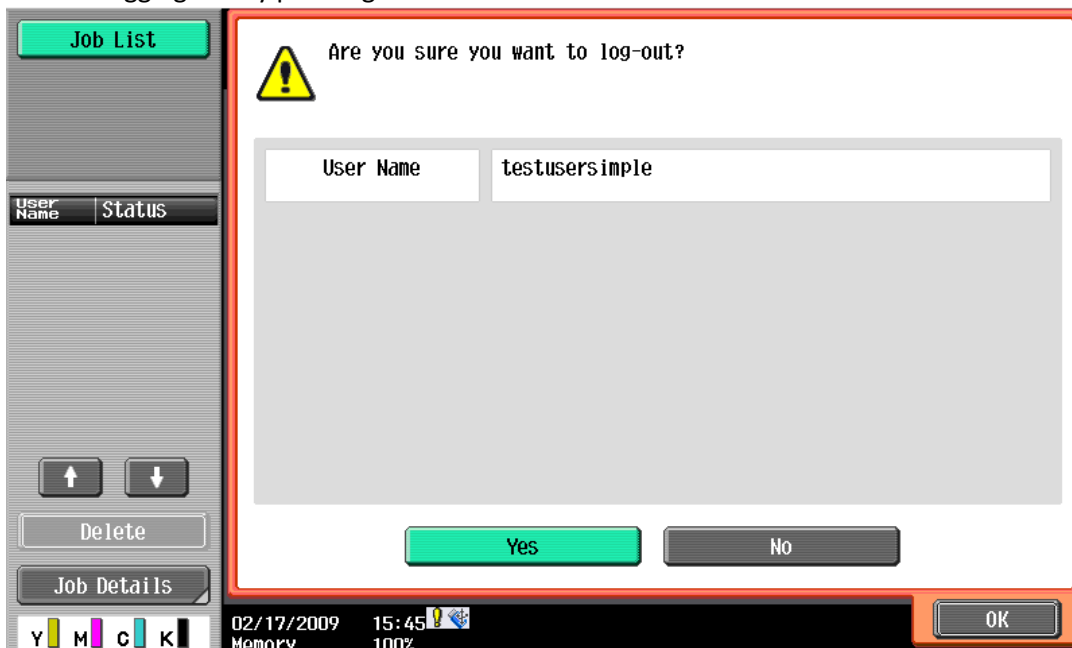 Job List
Are you sure you want to log-out?
User Name
testusersimple
User Name
Status
Delete
Job Details
Yes
No
Y M C K
02/17/2009 15:45
Memory 100%
OK